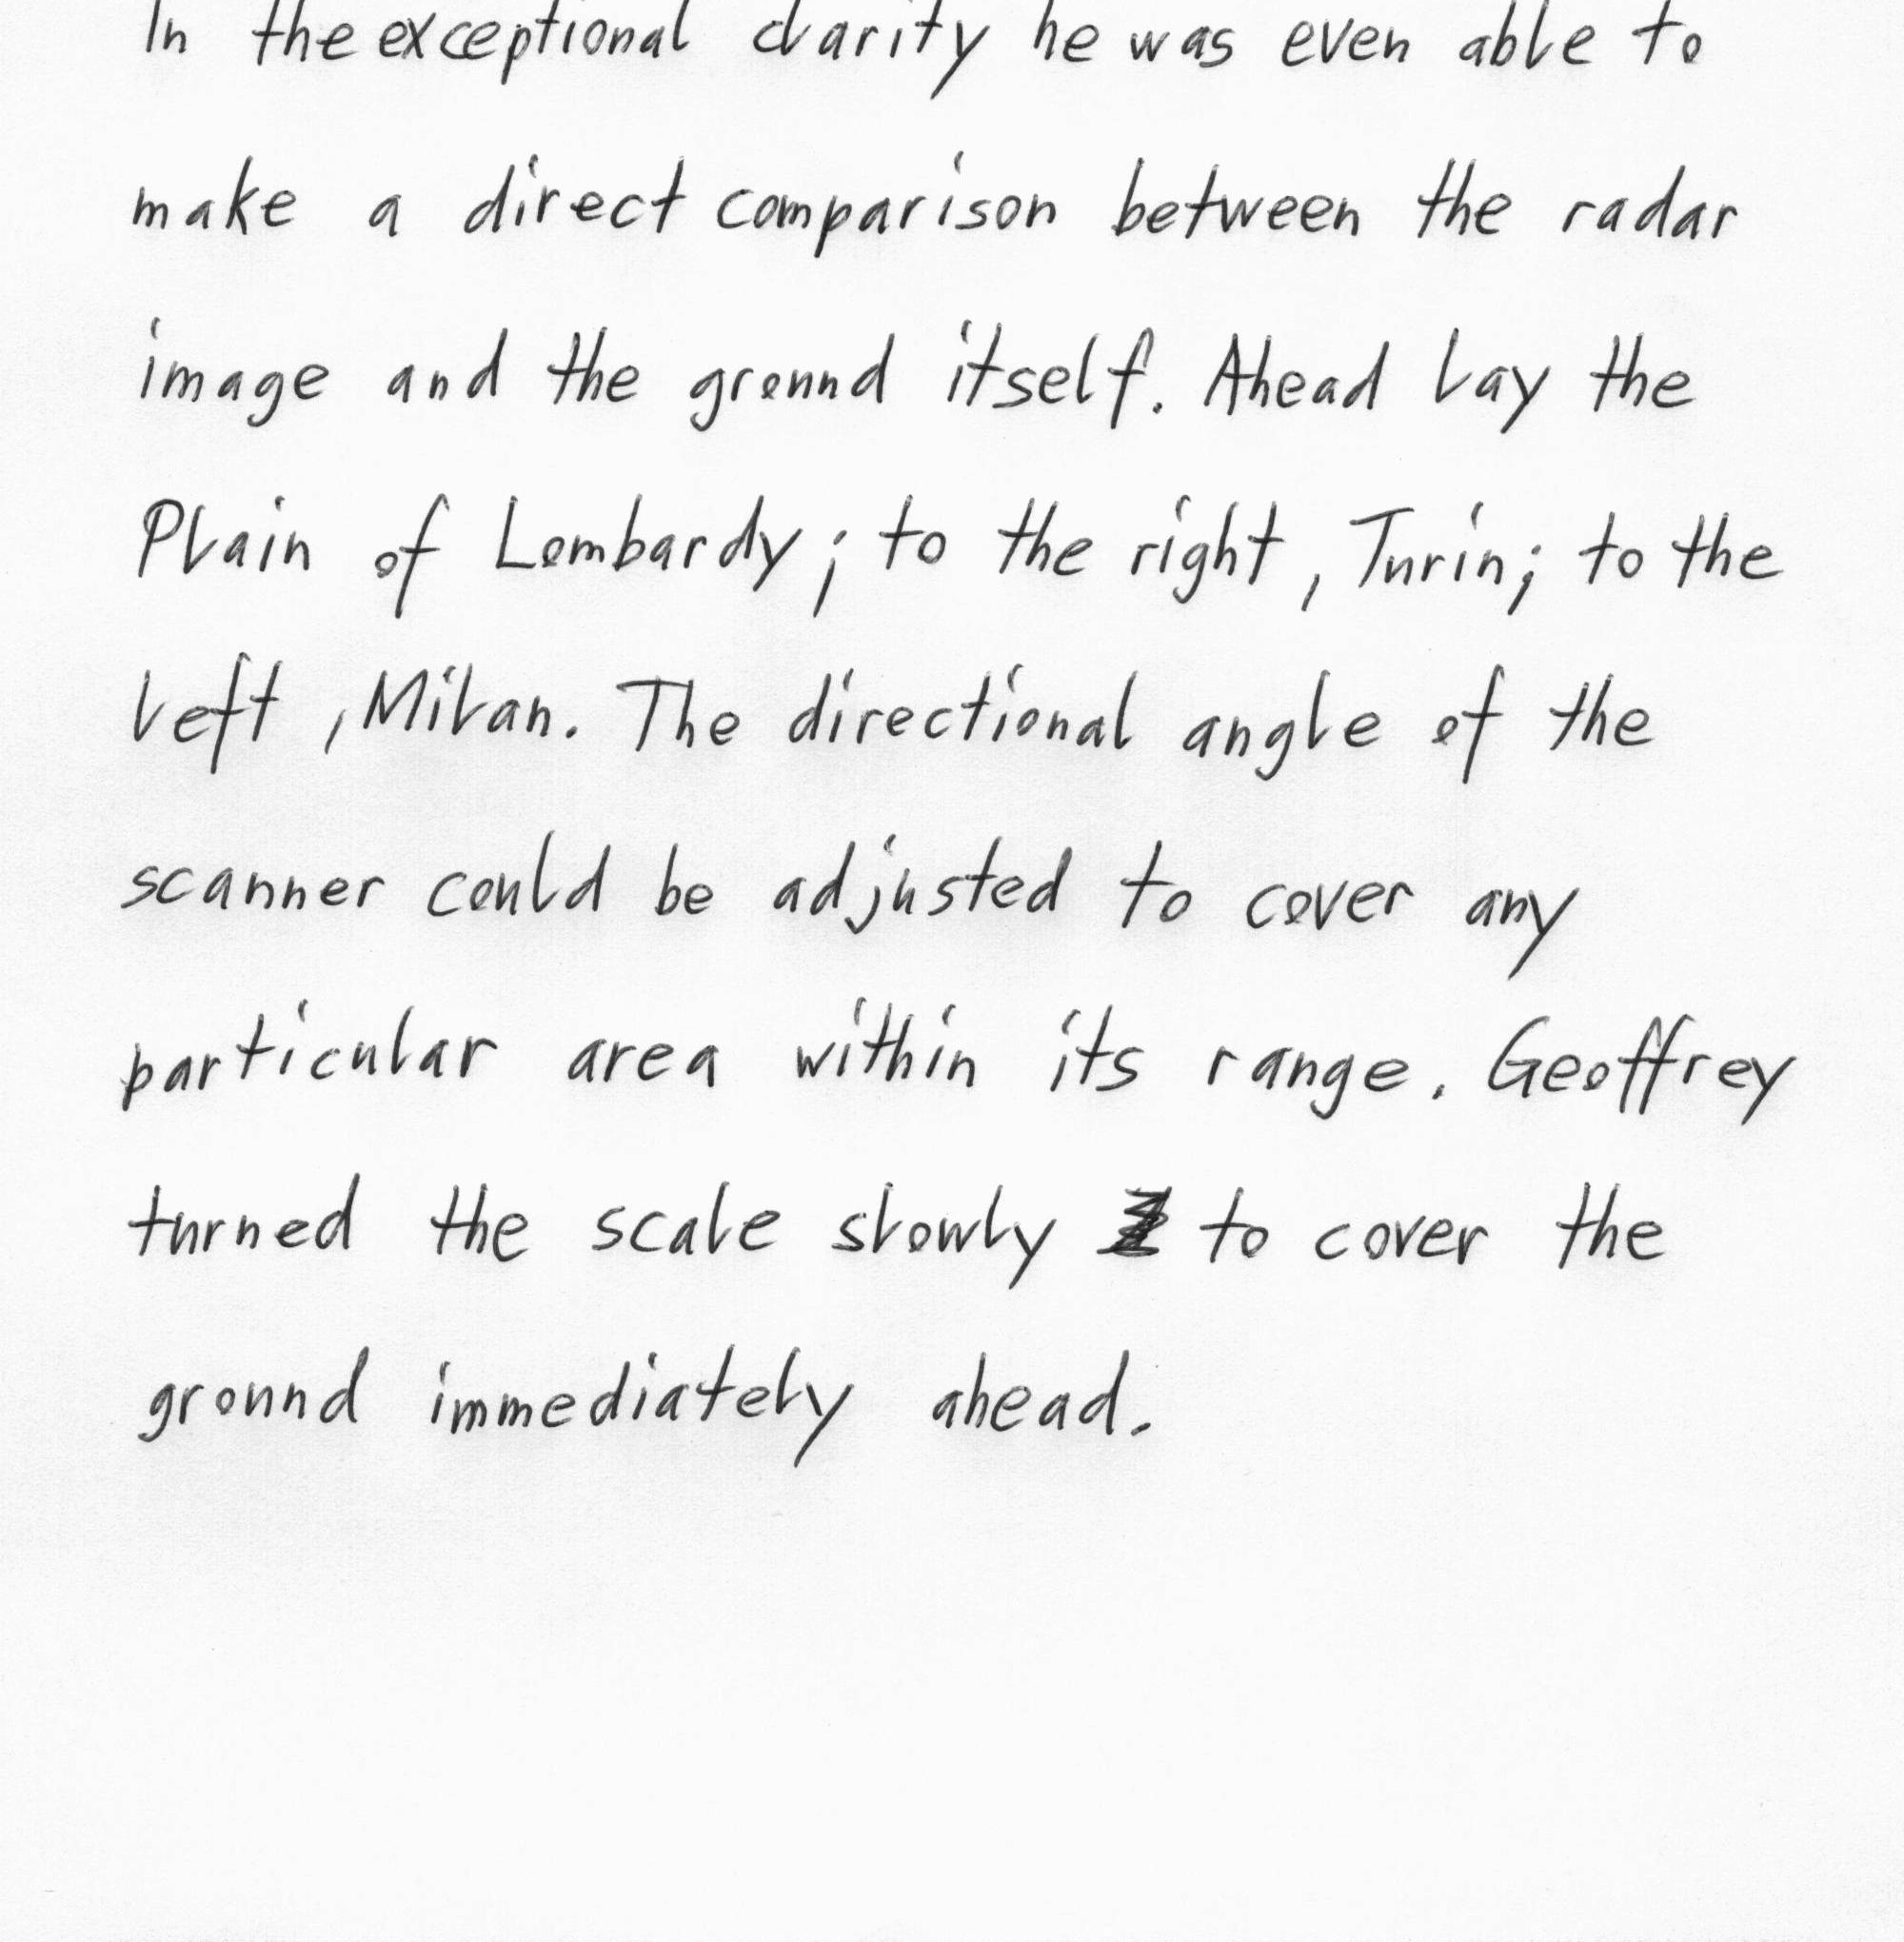 In the exceptional clarity he was even able to
make a direct comparison between the radar
image and the ground itself. Ahead lay the
Plain of Lombardy; to the right, Turin; to the
left, Milan. The directional angle of the
scanner could be adjusted to cover any
particular area within its range. Geoffrey
turned the scale slowly to cover the
ground immediately ahead.